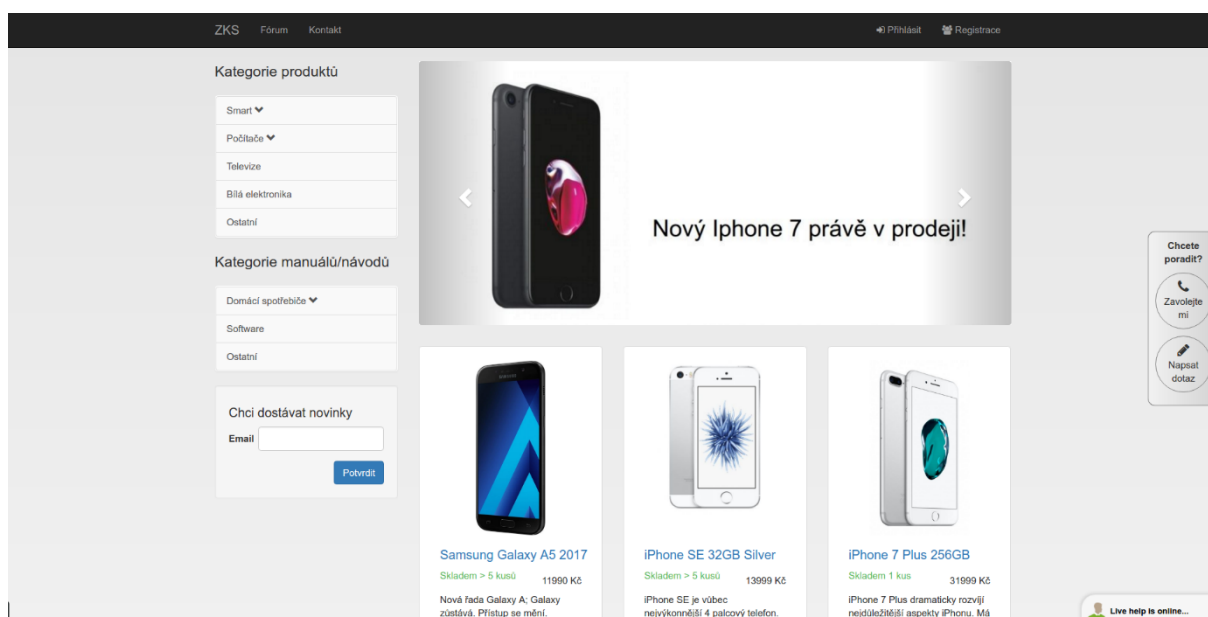 ZKS Fórum Kontakt Přihlásit Registrace
Kategorie produktů
Smart
Počítače
Televize
Bílá elektronika
Ostatní
Kategorie manuálů/návodů
Domácí spotřebiče
Software
Ostatní
Chci dostávat novinky
Email
Potvrdit
Nový Iphone 7 právě v prodeji!
Samsung Galaxy A5 2017
Skladem > 5 kusů 11990 Kč
Nová řada Galaxy A; Galaxy
zůstává. Přístup se mění.
iPhone SE 32GB Silver
Skladem > 5 kusů 13999 Kč
iPhone SE je vůbec
nejvýkonnější 4 palcový telefon.
iPhone 7 Plus 256GB
Skladem 1 kus 31999 Kč
iPhone 7 Plus dramaticky rozvíjí
nejdůležitější aspekty iPhonu. Má
Chcete
poradit?
Zavolejte
mi
Napsat
dotaz
Live help is online...